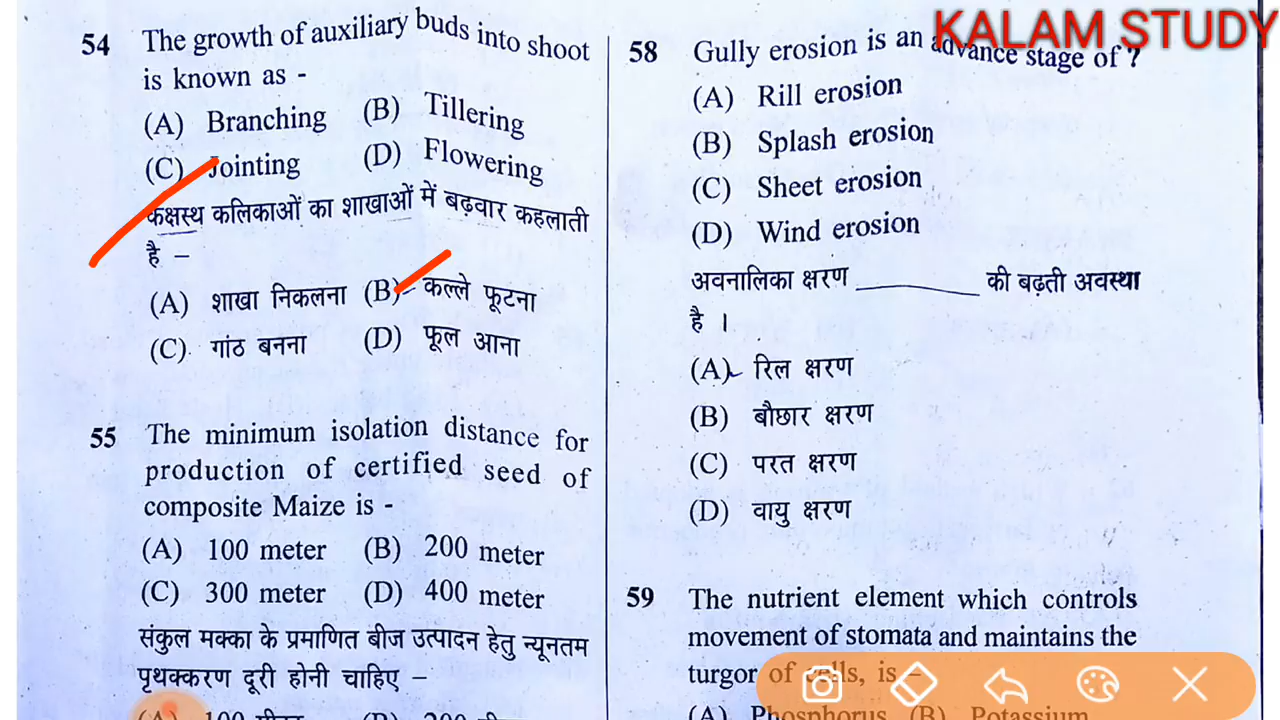 KALAM STUDY
54 The growth of auxiliary buds into shoot
is known as -
(A) Branching (B) Tillering
(C) Jointing (D) Flowering
कक्षस्थ कलिकाओं का शाखाओं में बढ़वार कहलाती
है –
(A) शाखा निकलना (B) कल्ले फूटना
(C) गांठ बनना (D) फूल आना
55 The minimum isolation distance for
production of certified seed of
composite Maize is -
(A) 100 meter (B) 200 meter
(C) 300 meter (D) 400 meter
संकुल मक्का के प्रमाणित बीज उत्पादन हेतु न्यूनतम
पृथक्करण दूरी होनी चाहिए –
58 Gully erosion is an advance stage of ?
(A) Rill erosion
(B) Splash erosion
(C) Sheet erosion
(D) Wind erosion
अवनालिका क्षरण ________ की बढ़ती अवस्था
है ।
(A) रिल क्षरण
(B) बौछार क्षरण
(C) परत क्षरण
(D) वायु क्षरण
59 The nutrient element which controls
movement of stomata and maintains the
turgor of cells, is –
(A) Phosphorus (B) Potassium